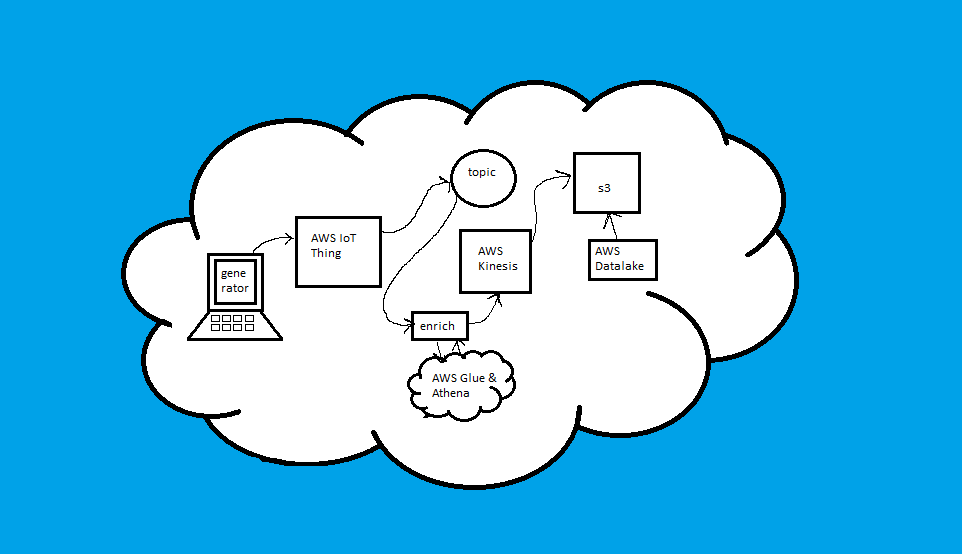 gene
rator
AWS IoT
Thing
topic
enrich
AWS Glue &
Athena
AWS
Kinesis
s3
AWS
Datalake